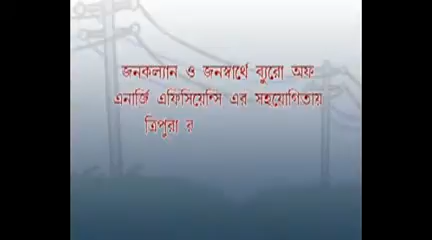 জনকল্যান ও জনস্বার্থে ব্যুরো অফ
এনার্জি এফিসিয়েন্সি এর সহযোগিতায়
ত্রিপুরা র